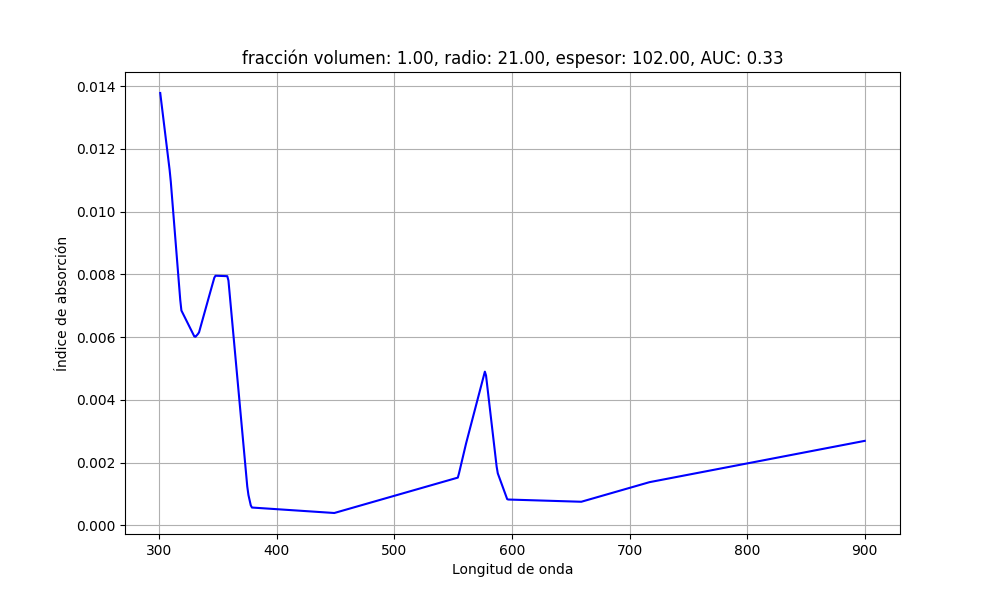 fracción volumen: 1.00, radio: 21.00, espesor: 102.00, AUC: 0.33
0.014
0.012
0.010
0.008
0.006
0.004
0.002
0.000
Índice de absorción
300 400 500 600 700 800 900
Longitud de onda